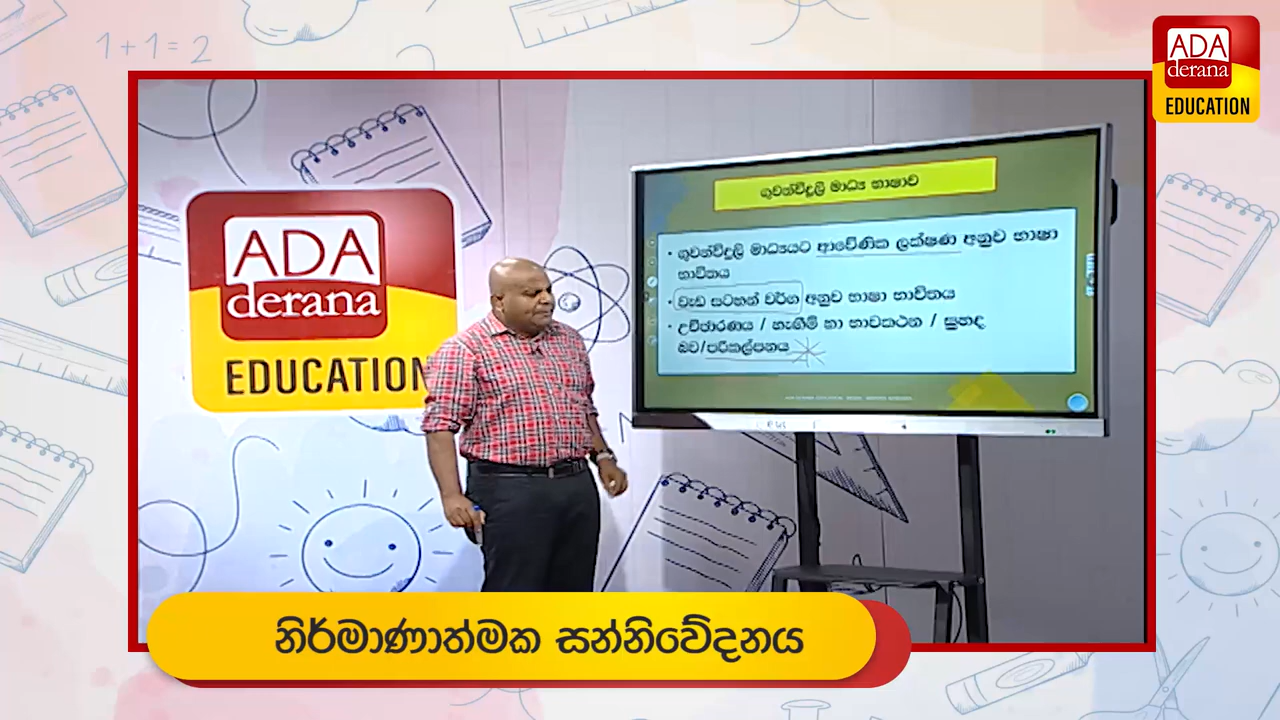 1+1=2
ADA
derana
EDUCATION
ADA
derana
EDUCATION
ගුවන්විදුලි මාධ්‍ය භාෂාව
• ගුවන්විදුලි මාධ්‍යයට ආවේණික ලක්ෂණ අනුව භාෂා
භාවිතය
• වැඩ සටහන් වර්ග අනුව භාෂා භාවිතය
• උච්චාරණය / හැඟීම් හා භාවකථන / සුහද
බව/පරිකල්පනය
නිර්මාණාත්මක සන්නිවේදනය